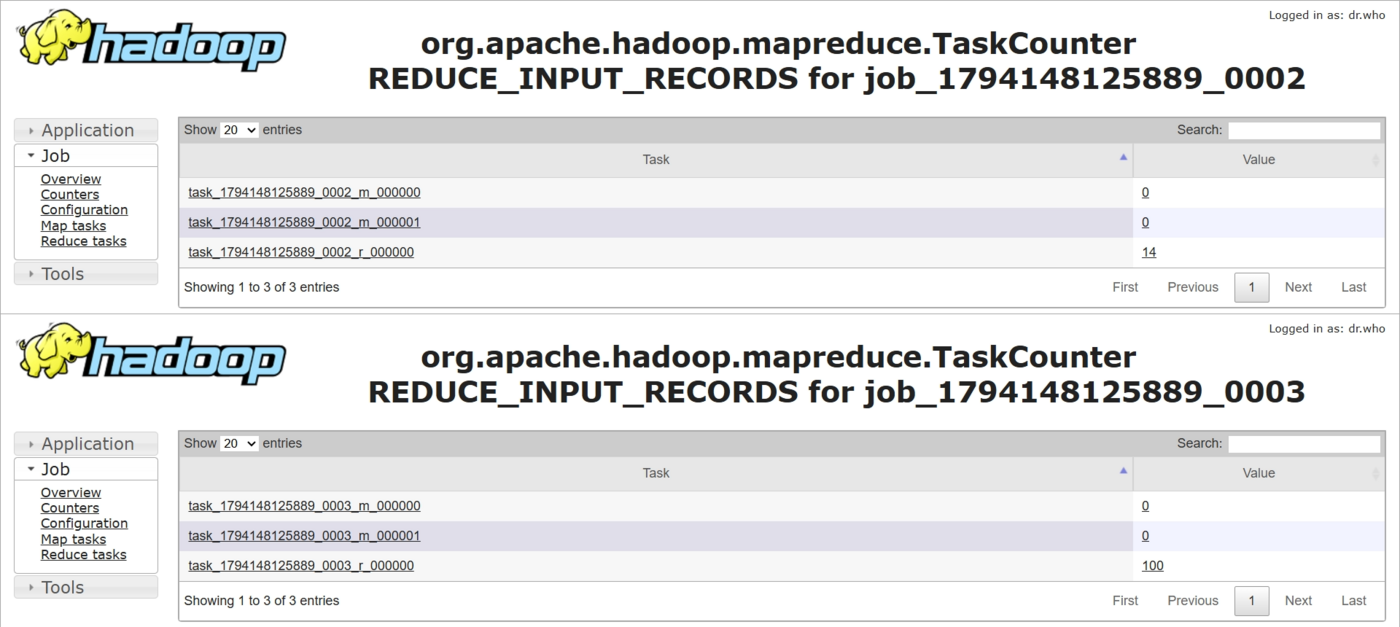 Logged in as: dr.who
hadoop
org.apache.hadoop.mapreduce.TaskCounter
REDUCE_INPUT_RECORDS for job_1794148125889_0002
Application
Job
Overview
Counters
Configuration
Map tasks
Reduce tasks
Tools
Show 20 entries Search:
Task Value
task_1794148125889_0002_m_000000 0
task_1794148125889_0002_m_000001 0
task_1794148125889_0002_r_000000 14
Showing 1 to 3 of 3 entries First Previous 1 Next Last
Logged in as: dr.who
hadoop
org.apache.hadoop.mapreduce.TaskCounter
REDUCE_INPUT_RECORDS for job_1794148125889_0003
Application
Job
Overview
Counters
Configuration
Map tasks
Reduce tasks
Tools
Show 20 entries Search:
Task Value
task_1794148125889_0003_m_000000 0
task_1794148125889_0003_m_000001 0
task_1794148125889_0003_r_000000 100
Showing 1 to 3 of 3 entries First Previous 1 Next Last